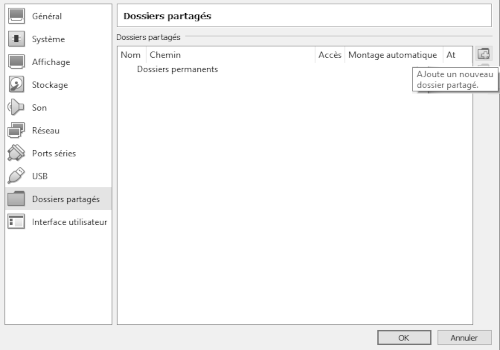 Général
Système
Affichage
Stockage
Son
Réseau
Ports séries
USB
Dossiers partagés
Interface utilisateur
Dossiers partagés
Dossiers partagés
Nom Chemin Accès Montage automatique At
Dossiers permanents
AJoute un nouveau
dossier partagé.
OK Annuler